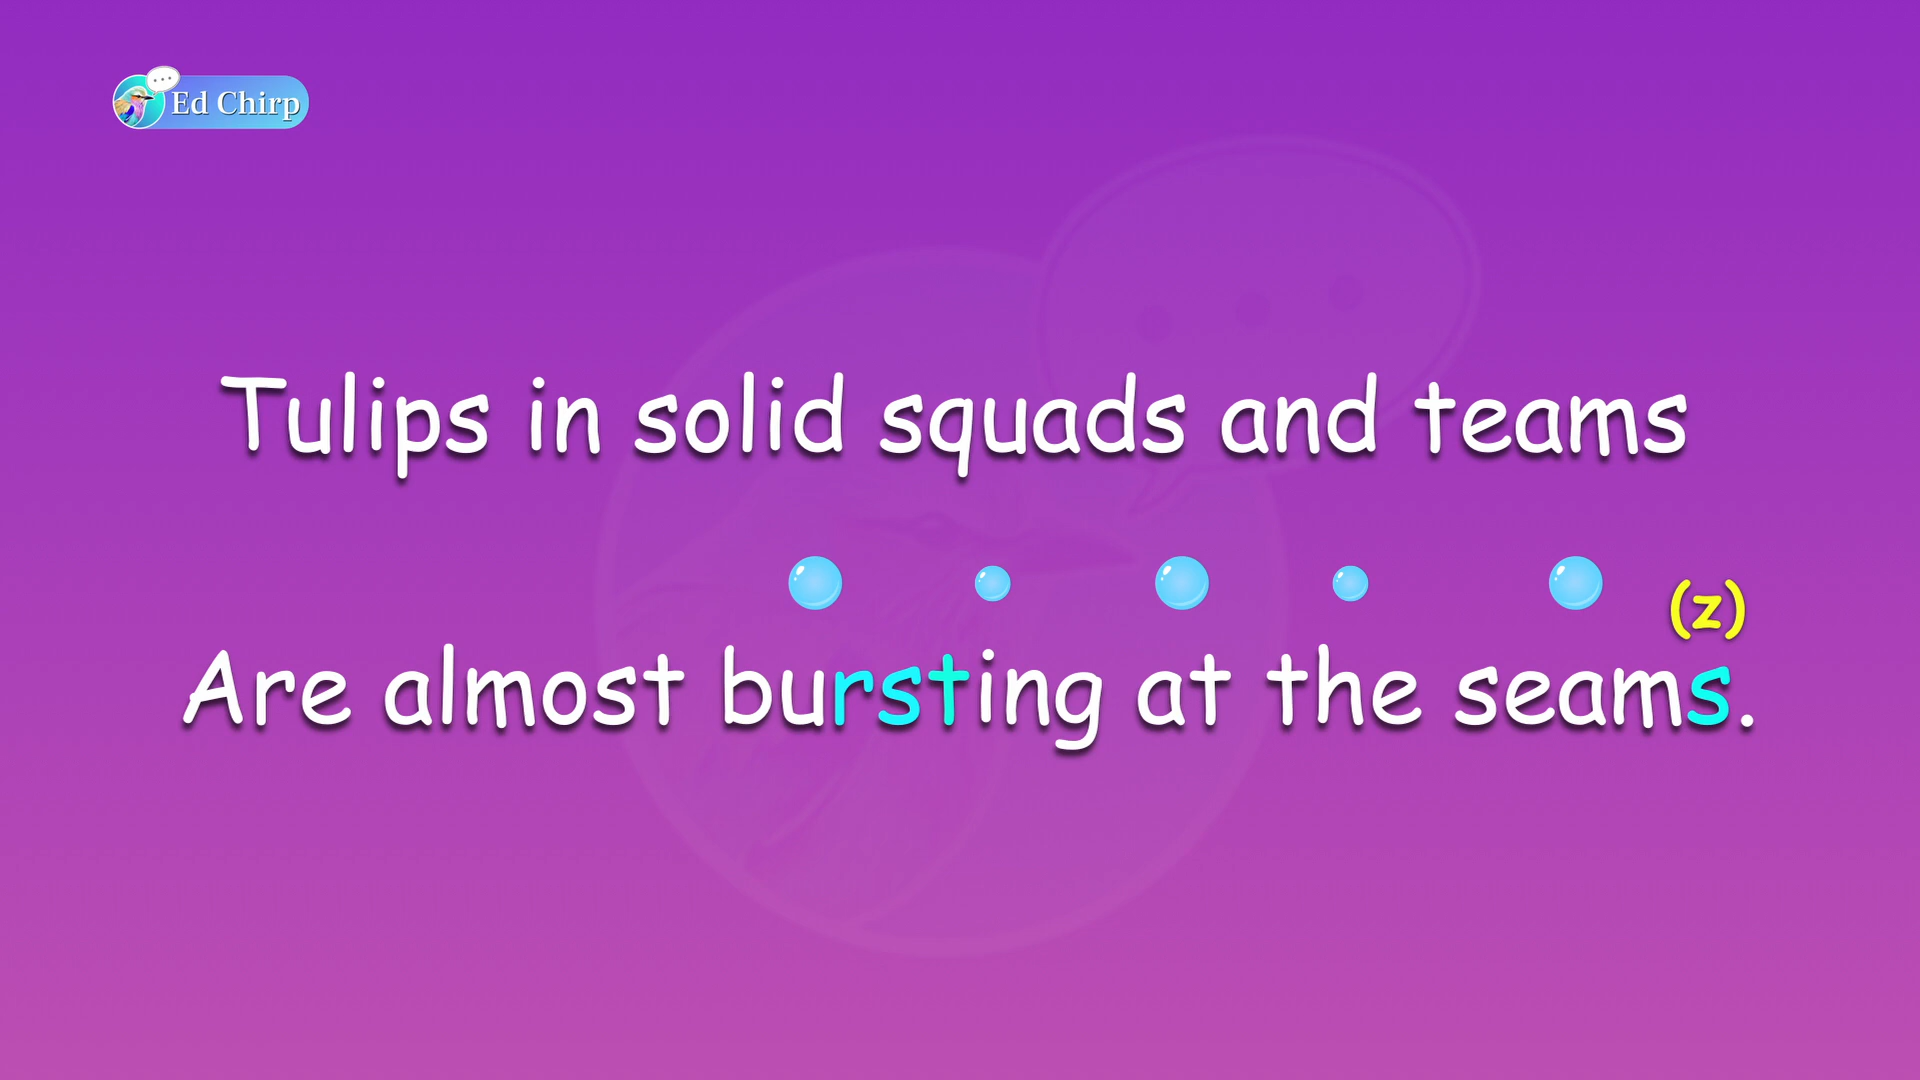 Ed Chirp
Tulips in solid squads and teams
(z)
Are almost bursting at the seams.